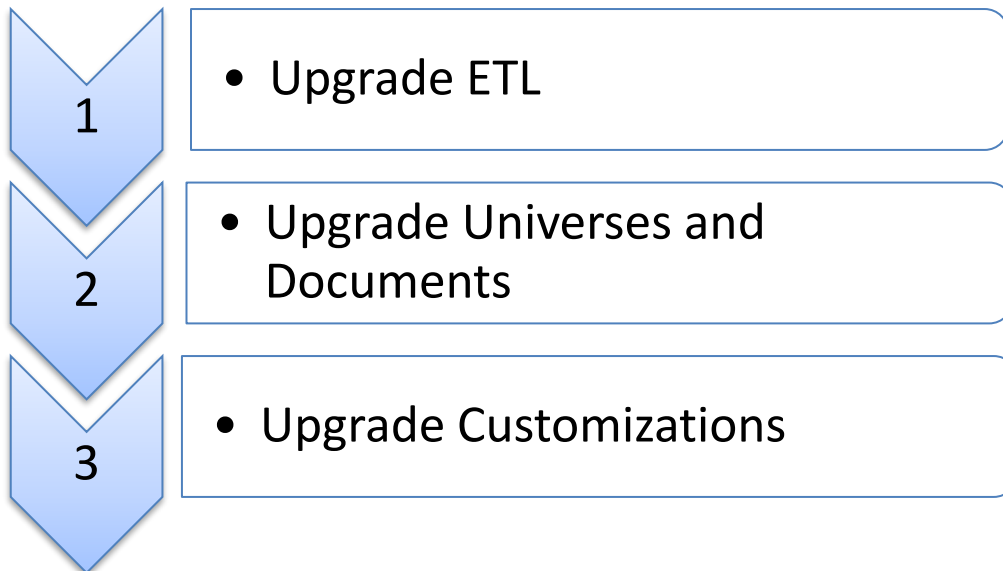 1
• Upgrade ETL
2
• Upgrade Universes and
Documents
3
• Upgrade Customizations